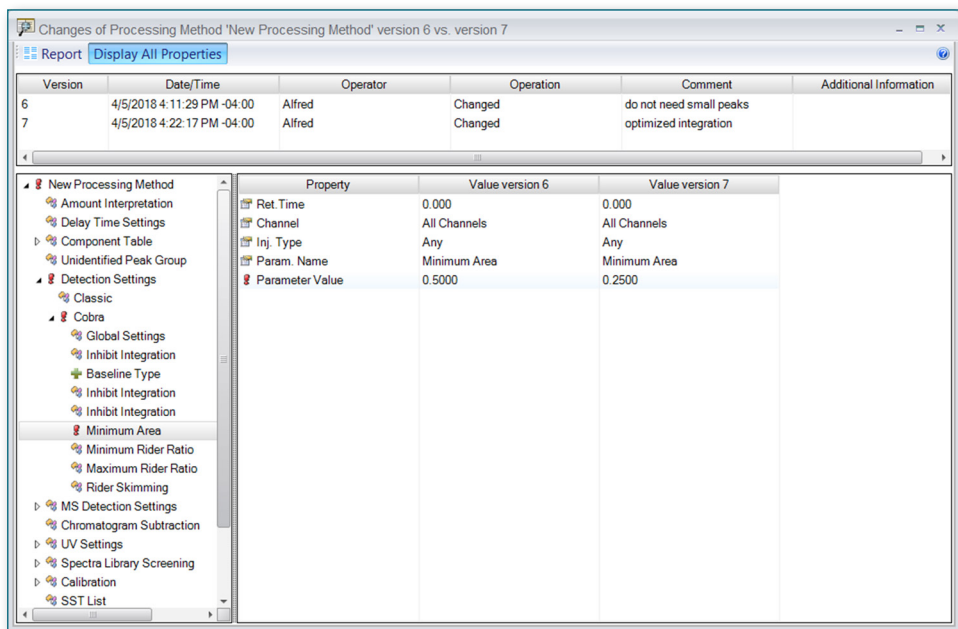 Changes of Processing Method 'New Processing Method' version 6 vs. version 7
Report Display All Properties
Version Date/Time Operator Operation Comment Additional Information
6 4/5/2018 4:11:29 PM -04:00 Alfred Changed do not need small peaks
7 4/5/2018 4:22:17 PM -04:00 Alfred Changed optimized integration
New Processing Method
Amount Interpretation
Delay Time Settings
Component Table
Unidentified Peak Group
Detection Settings
Classic
Cobra
Global Settings
Inhibit Integration
Baseline Type
Inhibit Integration
Inhibit Integration
Minimum Area
Minimum Rider Ratio
Maximum Rider Ratio
Rider Skimming
MS Detection Settings
Chromatogram Subtraction
UV Settings
Spectra Library Screening
Calibration
SST List
Property Value version 6 Value version 7
Ret.Time 0.000 0.000
Channel All Channels All Channels
Inj. Type Any Any
Param. Name Minimum Area Minimum Area
Parameter Value 0.5000 0.2500